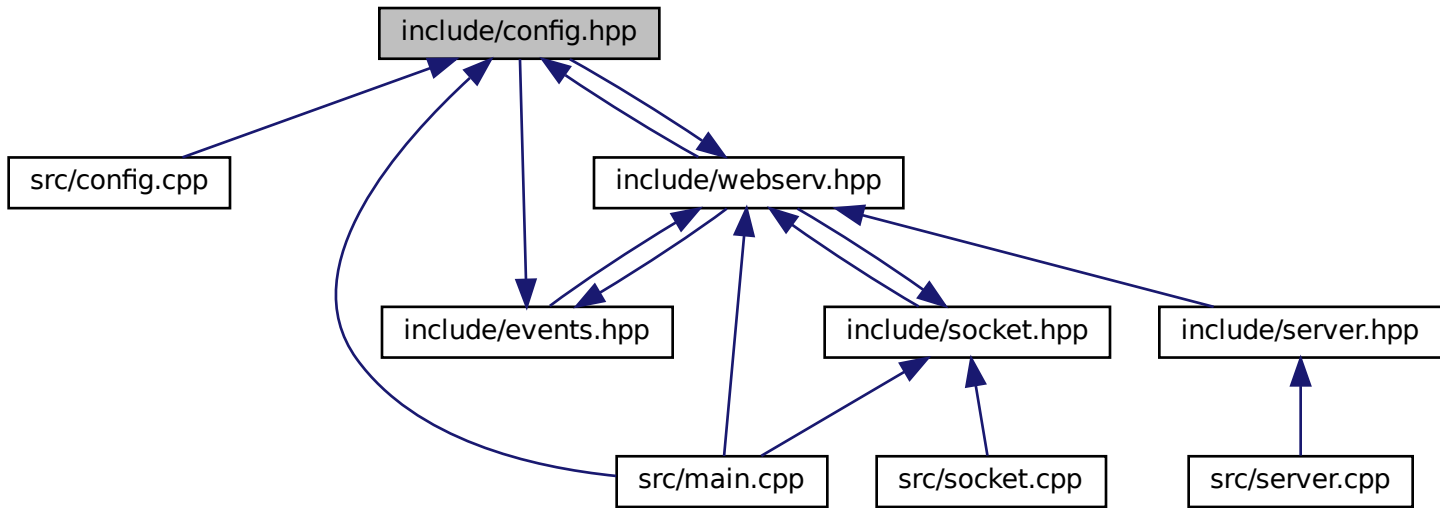 include/config.hpp
src/config.cpp
include/webserv.hpp
include/events.hpp
include/socket.hpp
include/server.hpp
src/main.cpp
src/socket.cpp
src/server.cpp